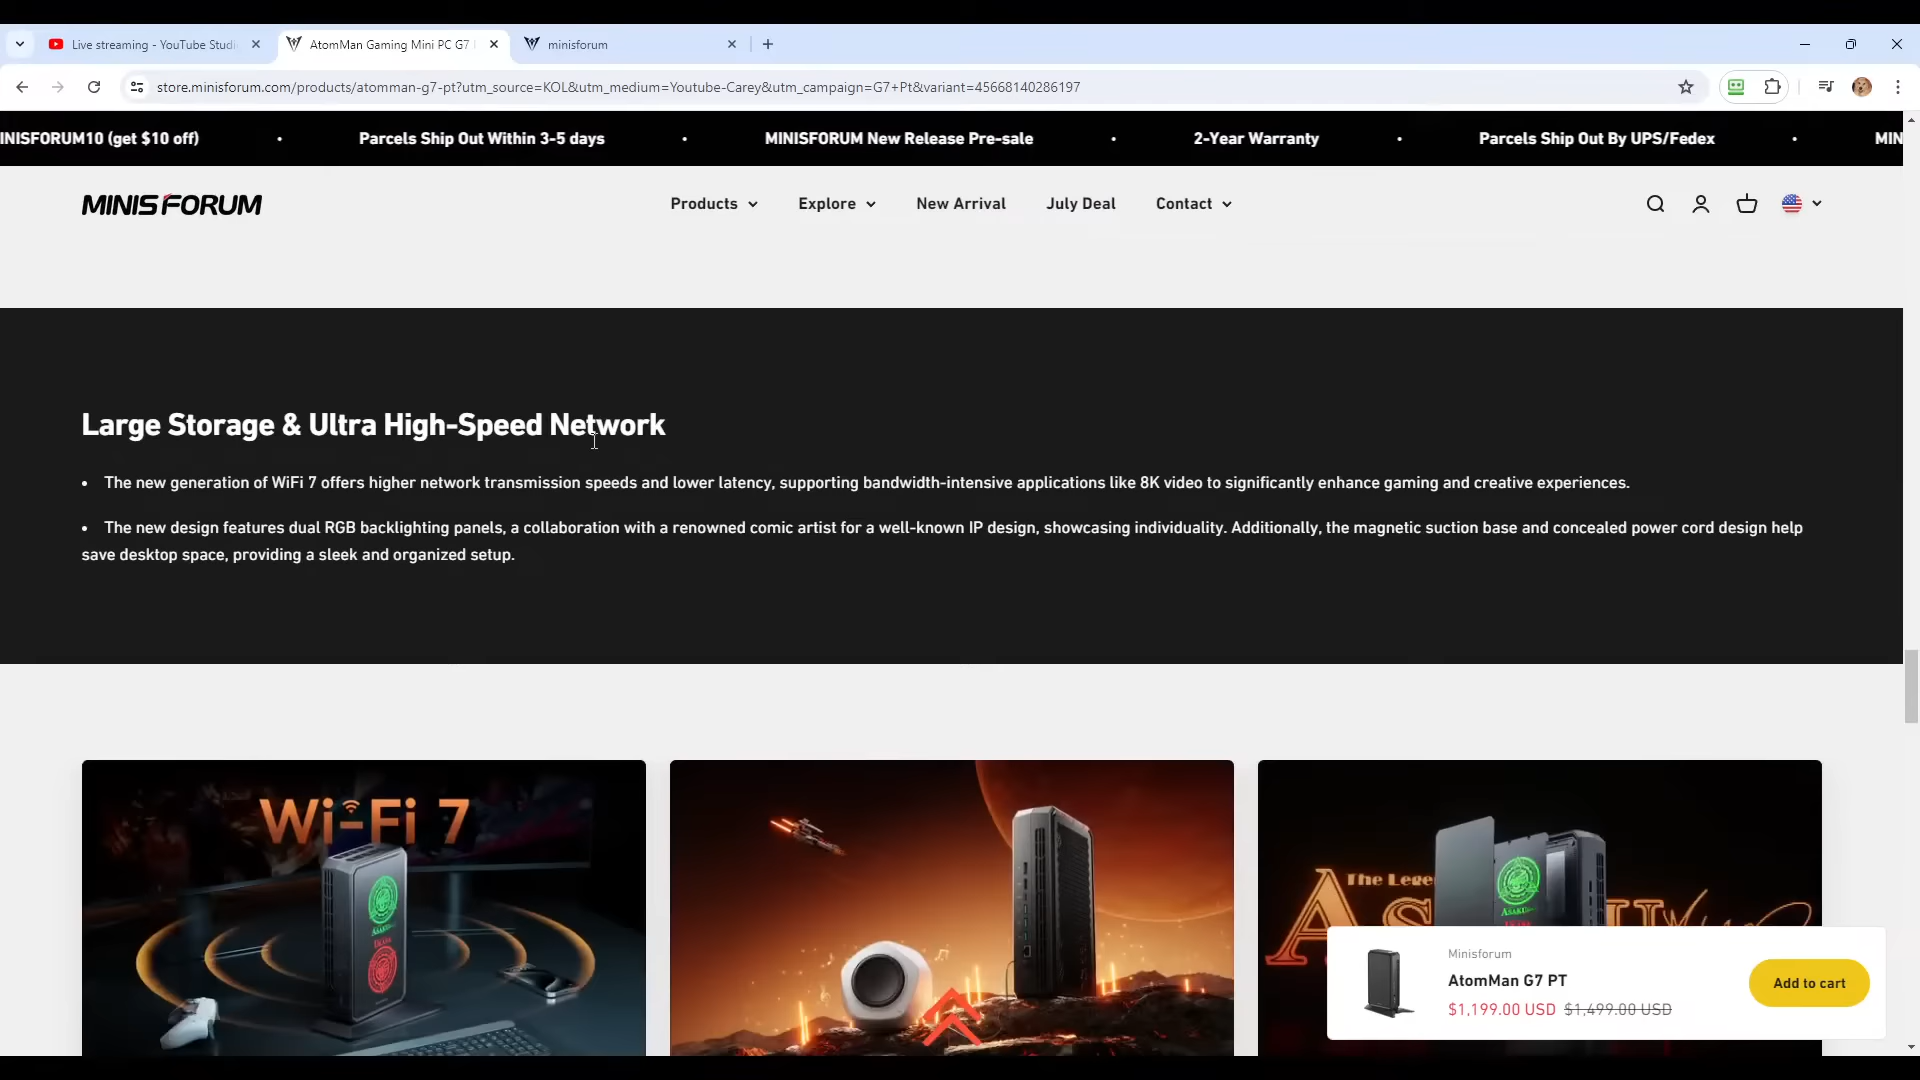 Live streaming - YouTube Studi
AtomMan Gaming Mini PC G7
minisforum
store.minisforum.com/products/atomman-g7-pt?utm_source=KOL&utm_medium=Youtube-Carey&utm_campaign=G7+Pt&variant=45668140286197
INISFORUM10 (get $10 off) • Parcels Ship Out Within 3-5 days • MINISFORUM New Release Pre-sale • 2-Year Warranty • Parcels Ship Out By UPS/Fedex • MIN
MINISFORUM
Products Explore New Arrival July Deal Contact
Large Storage & Ultra High-Speed Network
• The new generation of WiFi 7 offers higher network transmission speeds and lower latency, supporting bandwidth-intensive applications like 8K video to significantly enhance gaming and creative experiences.
• The new design features dual RGB backlighting panels, a collaboration with a renowned comic artist for a well-known IP design, showcasing individuality. Additionally, the magnetic suction base and concealed power cord design help
save desktop space, providing a sleek and organized setup.
Wi-Fi 7
ASAKU
The Lege
ASAKU
Minisforum
AtomMan G7 PT
$1,199.00 USD $1,499.00 USD
Add to cart